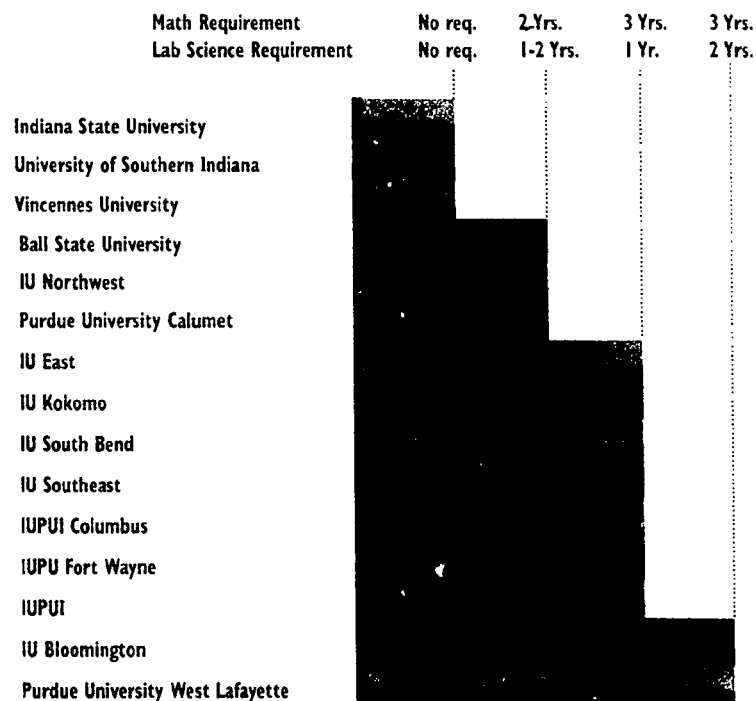 Math Requirement No req. 2 Yrs. 3 Yrs. 3 Yrs.
Lab Science Requirement No req. 1-2 Yrs. 1 Yr. 2 Yrs.
Indiana State University
University of Southern Indiana
Vincennes University
Ball State University
IU Northwest
Purdue University Calumet
IU East
IU Kokomo
IU South Bend
IU Southeast
IUPUI Columbus
IUPU Fort Wayne
IUPUI
IU Bloomington
Purdue University West Lafayette